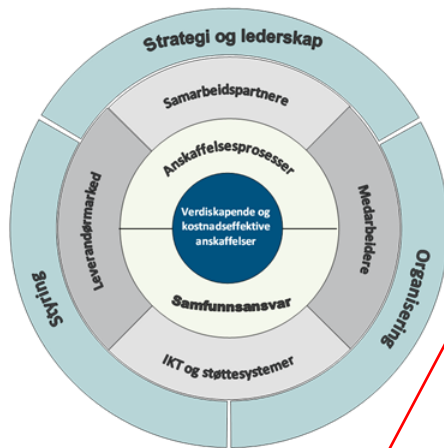 Strategi og lederskap
Samarbeidspartnere
Anskaffelsesprosesser
Leverandørmarked
Verdiskapende og
kostnadseffektive
anskaffelser
Medarbeidere
Samfunnsansvar
IKT og støttesystemer
Styring
Organisering